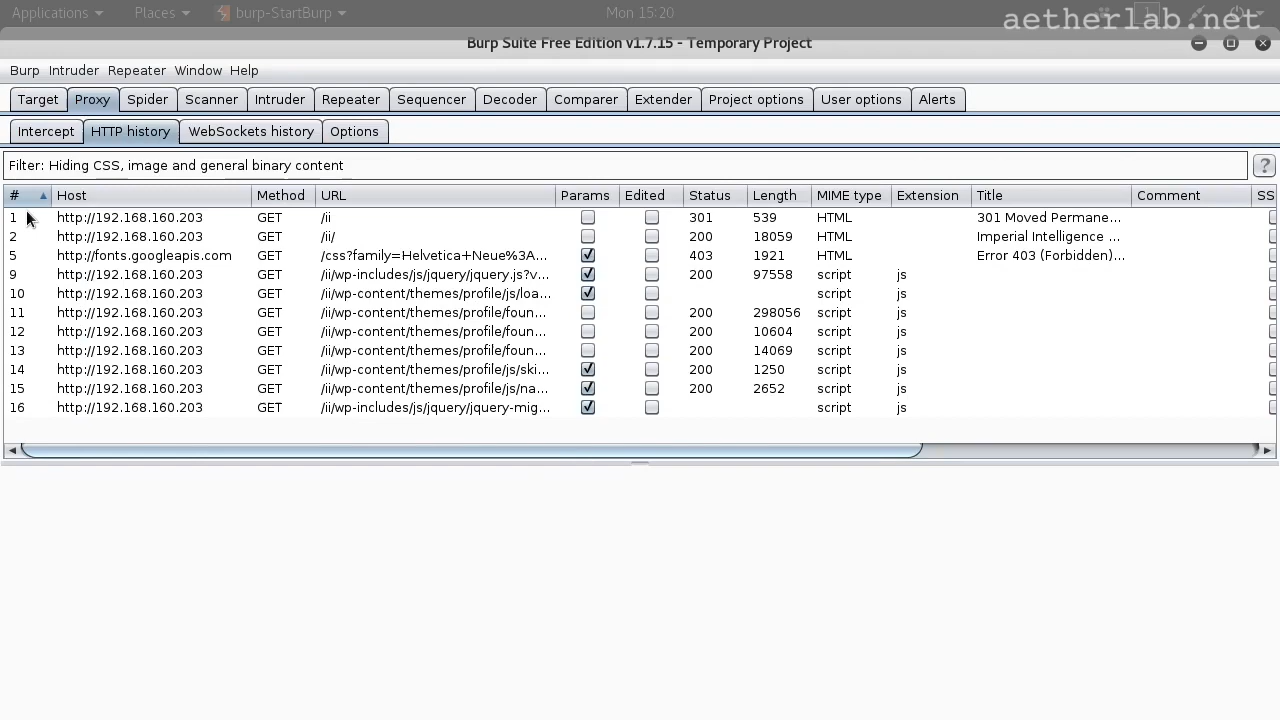 Applications Places burp-StartBurp Mon 15:20
aetherlab.net
Burp Suite Free Edition v1.7.15 - Temporary Project
Burp Intruder Repeater Window Help
Target Proxy Spider Scanner Intruder Repeater Sequencer Decoder Comparer Extender Project options User options Alerts
Intercept HTTP history WebSockets history Options
Filter: Hiding CSS, image and general binary content ?
# Host Method URL Params Edited Status Length MIME type Extension Title Comment SS
1 http://192.168.160.203 GET /ii 301 539 HTML 301 Moved Permane...
2 http://192.168.160.203 GET /ii/ 200 18059 HTML Imperial Intelligence ...
5 http://fonts.googleapis.com GET /css?family=Helvetica+Neue%3A... 403 1921 HTML Error 403 (Forbidden)...
9 http://192.168.160.203 GET /ii/wp-includes/js/jquery/jquery.js?v... 200 97558 script js
10 http://192.168.160.203 GET /ii/wp-content/themes/profile/js/loa... script js
11 http://192.168.160.203 GET /ii/wp-content/themes/profile/foun... 200 298056 script js
12 http://192.168.160.203 GET /ii/wp-content/themes/profile/foun... 200 10604 script js
13 http://192.168.160.203 GET /ii/wp-content/themes/profile/foun... 200 14069 script js
14 http://192.168.160.203 GET /ii/wp-content/themes/profile/js/ski... 200 1250 script js
15 http://192.168.160.203 GET /ii/wp-content/themes/profile/js/na... 200 2652 script js
16 http://192.168.160.203 GET /ii/wp-includes/js/jquery/jquery-mig... script js